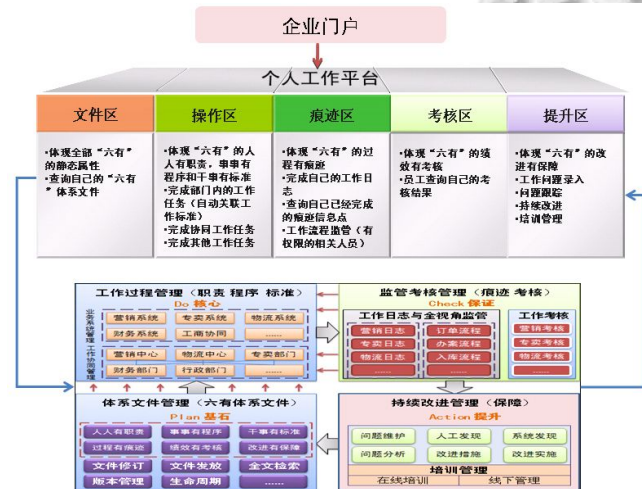 企业门户
个人工作平台
文件区
操作区
痕迹区
考核区
提升区
·体现全部“六有”
的静态属性
·查询自己的“六有
”体系文件
·体现“六有”的人
人有职责，事事有
程序和干事有标准
·完成部门内的工作
任务（自动关联工
作标准）
·完成协同工作任务
·完成其他工作任务
·体现“六有”的过
程有痕迹
·完成自己的工作日
志
·查询自己已经完成
的痕迹信息点
·工作流程监管（有
权限的相关人员）
·体现“六有”的绩
效有考核
·员工查询自己的考
核结果
·体现“六有”的改
进有保障
·工作问题录入
·问题跟踪
·持续改进
·培训管理
工作过程管理（职责 程序 标准）
Do 核心
业务系统管理
营销系统 专卖系统 物流系统
财务系统 工商协同 ......
工作协同管理
营销中心 物流中心 专卖部门
财务部门 行政部门 ......
监管考核管理（痕迹 考核）
Check 保证
工作日志与全视角监管
营销日志 订单流程
专卖日志 办案流程
物流日志 入库流程
...... ......
工作考核
营销考核
专卖考核
物流考核
......
体系文件管理（六有体系文件）
Plan 基石
人人有职责 事事有程序 干事有标准
过程有痕迹 绩效有考核 改进有保障
文件修订 文件发放 全文检索
版本管理 生命周期 ......
持续改进管理（保障）
Action 提升
问题维护 人工发现 系统发现
问题分析 改进措施 改进实施
培训管理
在线培训 线下管理